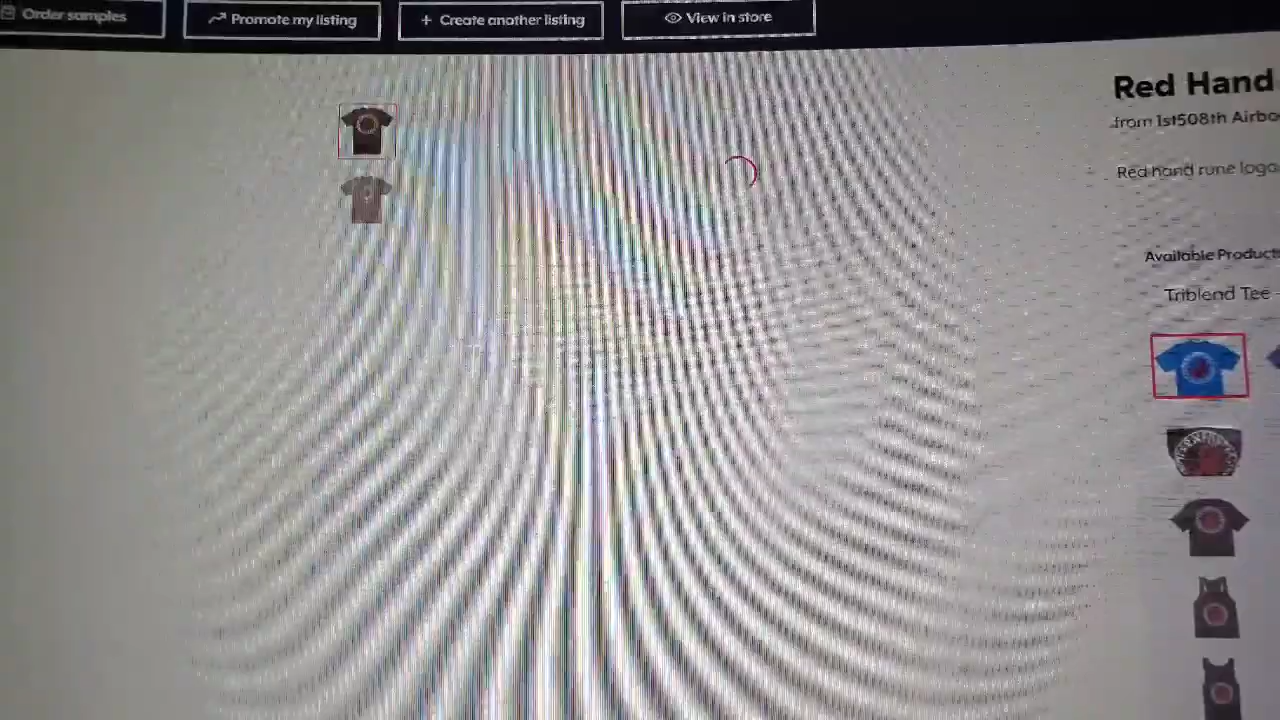 Order samples
Promote my listing
+ Create another listing
View in store
Red Hand
from 1st508th Airbo
Red hand rune logo
Available Product
Triblend Tee -